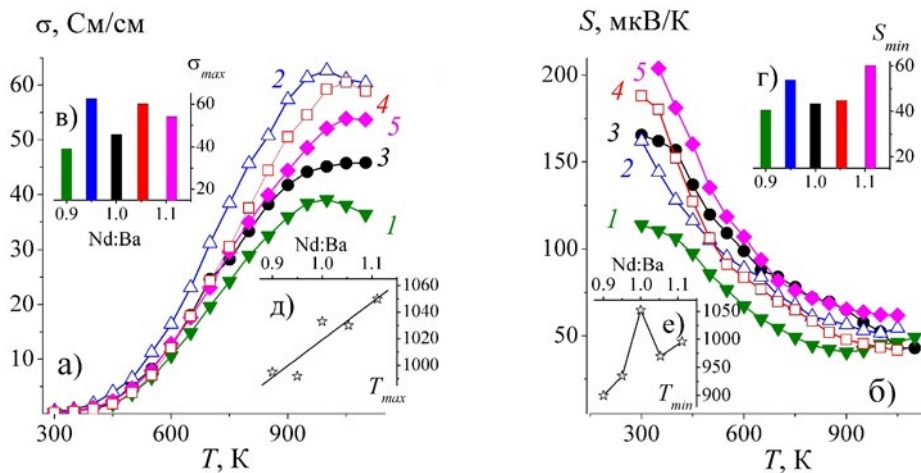 σ, См/см
60
50
40
30
20
10
300 600 900
T, К
а)
в)
σmax
60
40
20
0.9 1.0 1.1
Nd:Ba
2
4
5
3
1
д)
0.9 1.0 1.1
1060
1040
1020
1000
Tmax
S, мкВ/К
200
150
100
50
300 600 900
T, К
б)
г)
Smin
60
40
20
0.9 1.0 1.1
5
4
3
2
1
Nd:Ba
0.9 1.0 1.1
е)
1050
1000
950
900
Tmin